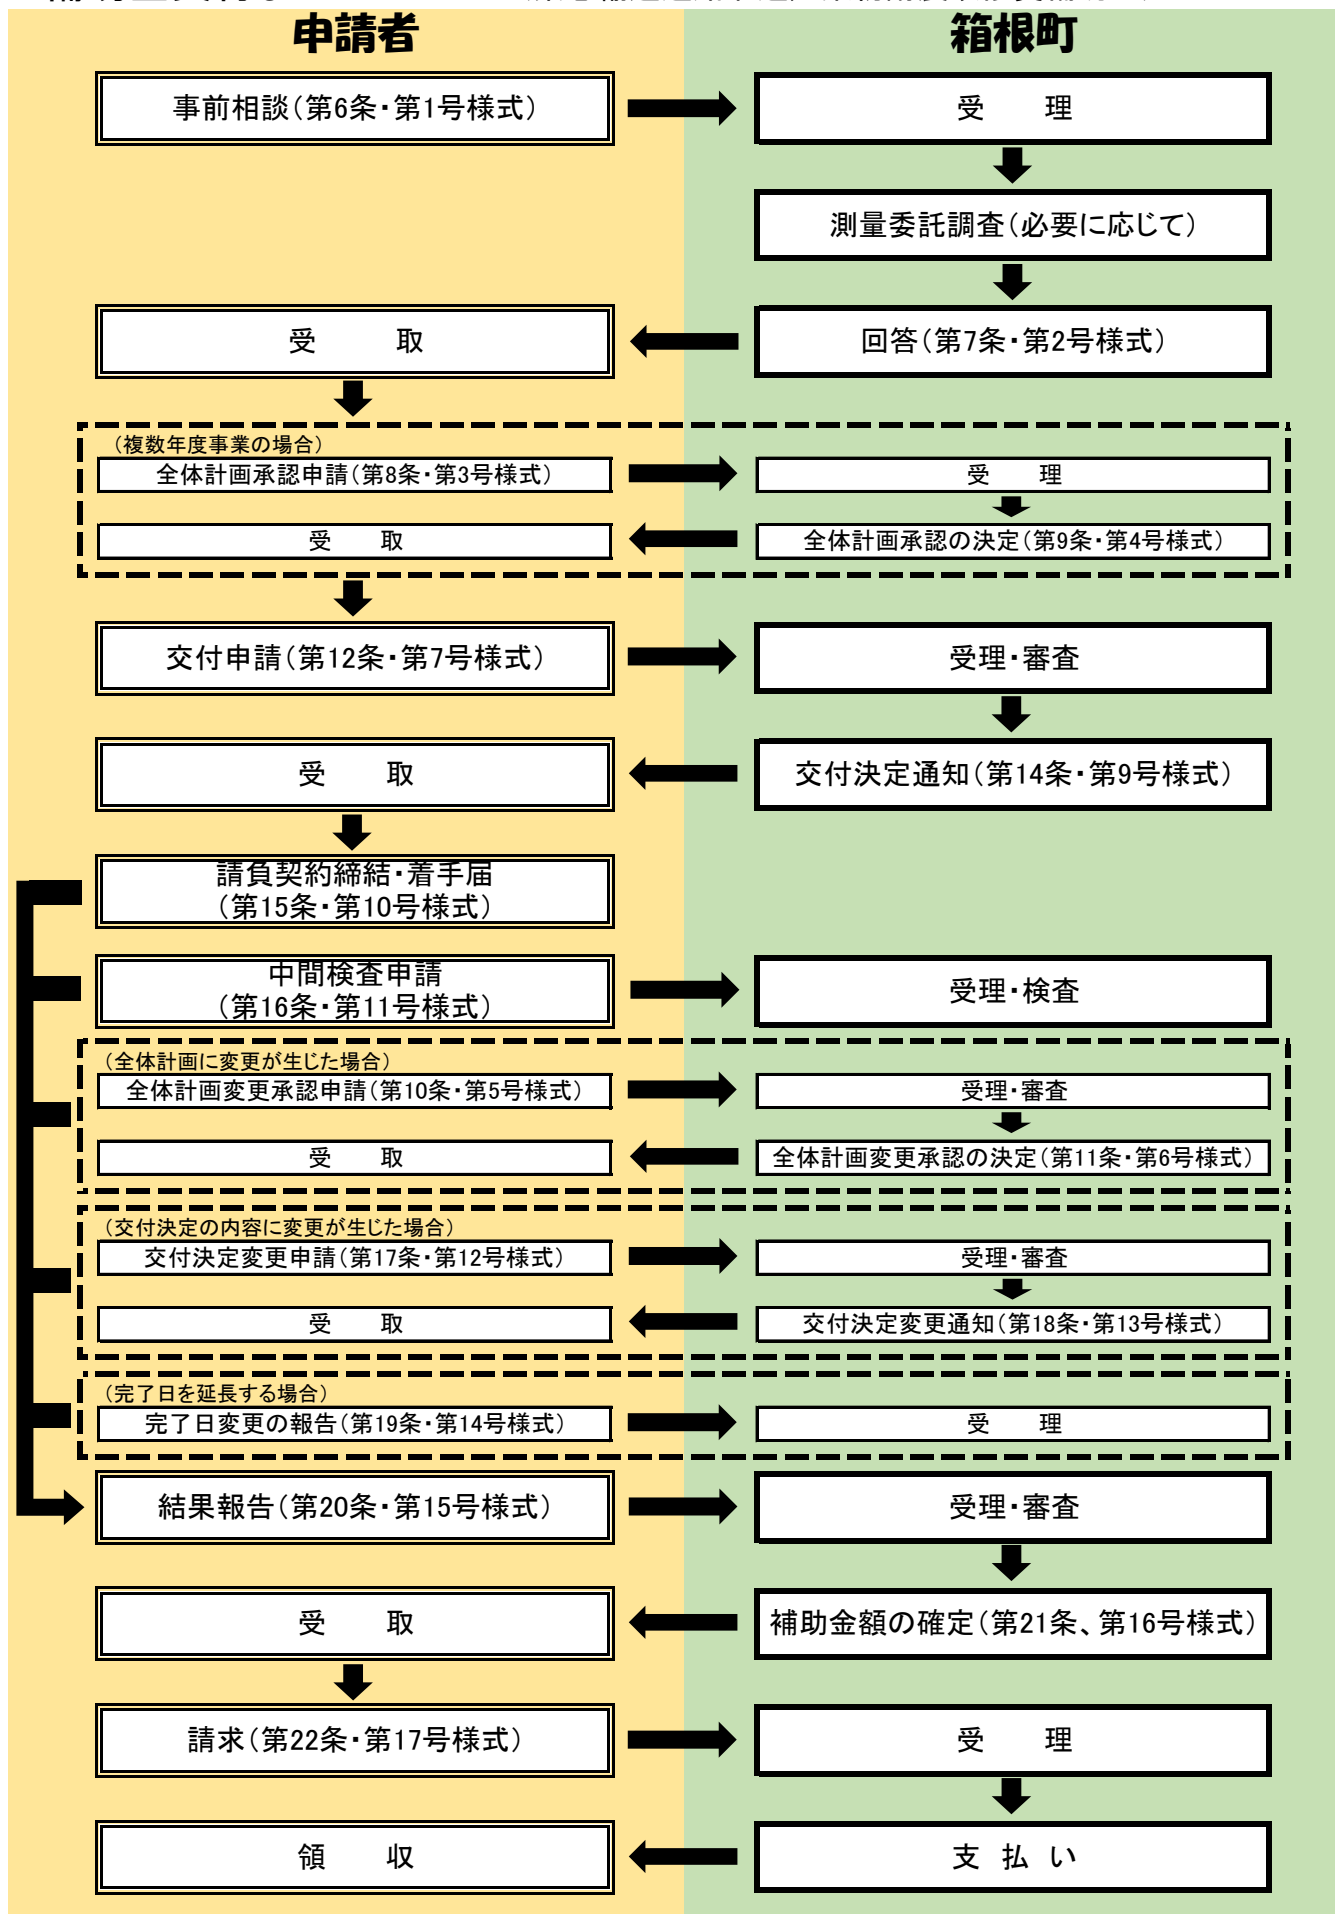 申請者
箱根町
事前相談（第6条・第1号様式）
受　理
測量委託調査（必要に応じて）
受　取
回答（第7条・第2号様式）
（複数年度事業の場合）
全体計画承認申請（第8条・第3号様式）
受　理
受　取
全体計画承認の決定（第9条・第4号様式）
交付申請（第12条・第7号様式）
受理・審査
受　取
交付決定通知（第14条・第9号様式）
請負契約締結・着手届
（第15条・第10号様式）
中間検査申請
（第16条・第11号様式）
受理・検査
（全体計画に変更が生じた場合）
全体計画変更承認申請（第10条・第5号様式）
受理・審査
受　取
全体計画変更承認の決定（第11条・第6号様式）
（交付決定の内容に変更が生じた場合）
交付決定変更申請（第17条・第12号様式）
受理・審査
受　取
交付決定変更通知（第18条・第13号様式）
（完了日を延長する場合）
完了日変更の報告（第19条・第14号様式）
受　理
結果報告（第20条・第15号様式）
受理・審査
受　取
補助金額の確定（第21条、第16号様式）
請求（第22条・第17号様式）
受　理
領　収
支 払 い